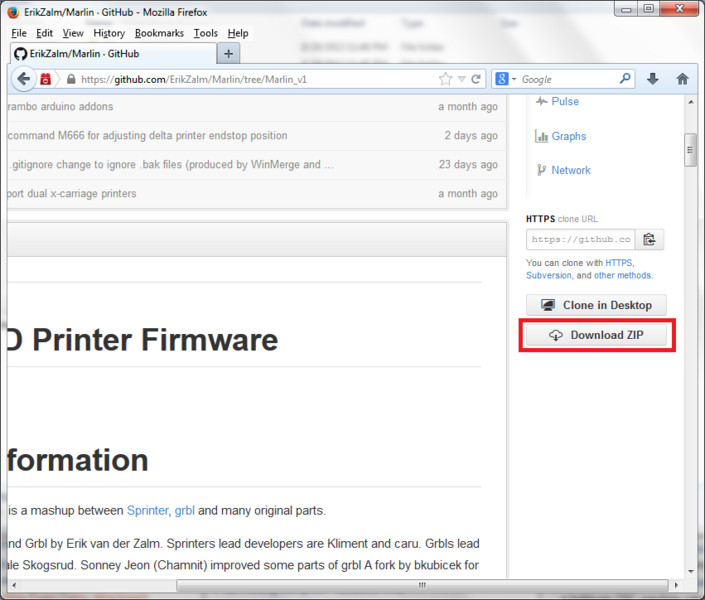 ErikZalm/Marlin · GitHub - Mozilla Firefox
File Edit View History Bookmarks Tools Help
ErikZalm/Marlin · GitHub
https://github.com/ErikZalm/Marlin/tree/Marlin_v1
Google
rambo arduino addons a month ago
command M666 for adjusting delta printer endstop position 2 days ago
.gitignore change to ignore .bak files (produced by WinMerge and ... 23 days ago
port dual x-carriage printers a month ago
Pulse
Graphs
Network
HTTPS clone URL
https://github.co
You can clone with HTTPS,
Subversion, and other methods.
Clone in Desktop
Download ZIP
D Printer Firmware
formation
is a mashup between Sprinter, grbl and many original parts.
nd Grbl by Erik van der Zalm. Sprinters lead developers are Kliment and caru. Grbls lead
ale Skogsrud. Sonney Jeon (Chamnit) improved some parts of grbl A fork by bkubicek for